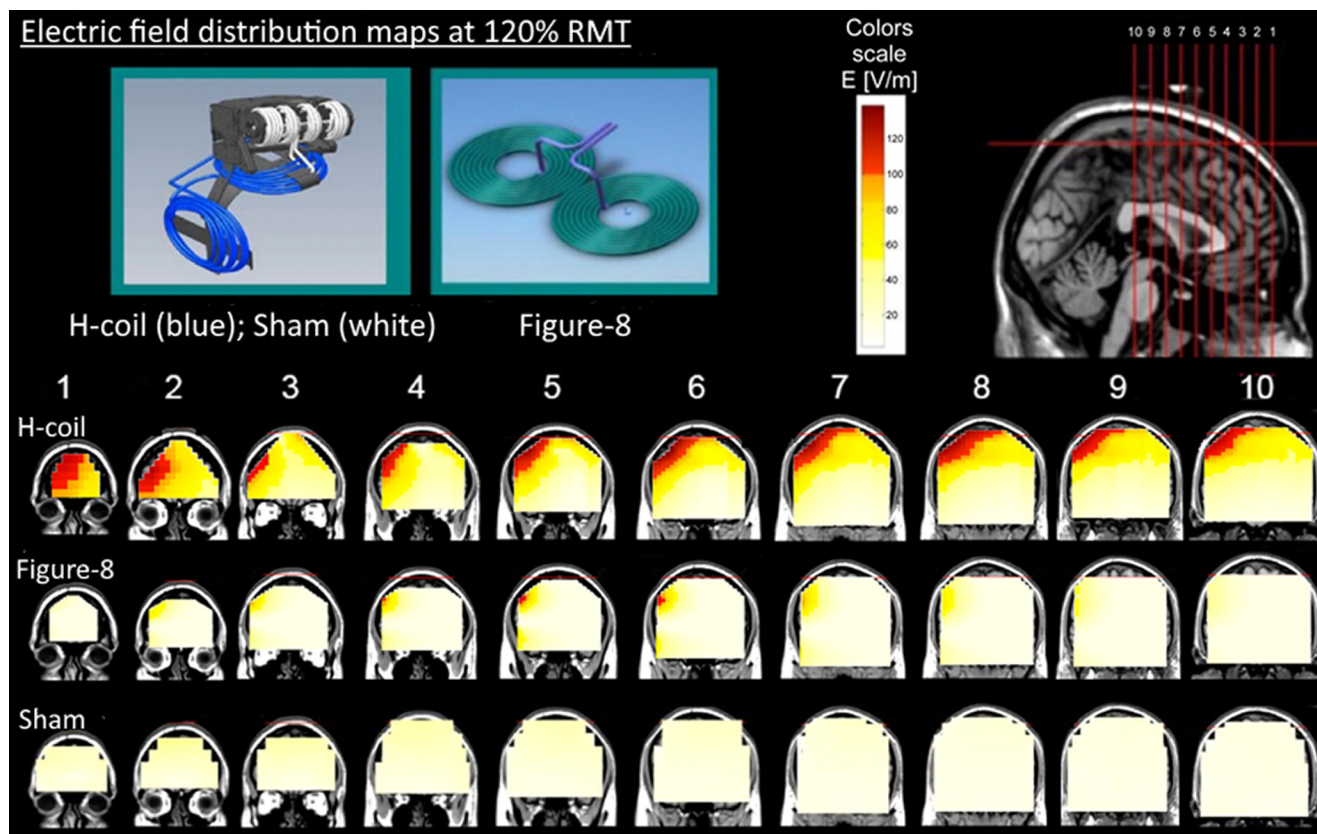 Electric field distribution maps at 120% RMT
Colors
scale
E [V/m]
120
100
80
60
40
20
10 9 8 7 6 5 4 3 2 1
H-coil (blue); Sham (white)
Figure-8
1 2 3 4 5 6 7 8 9 10
H-coil
Figure-8
Sham